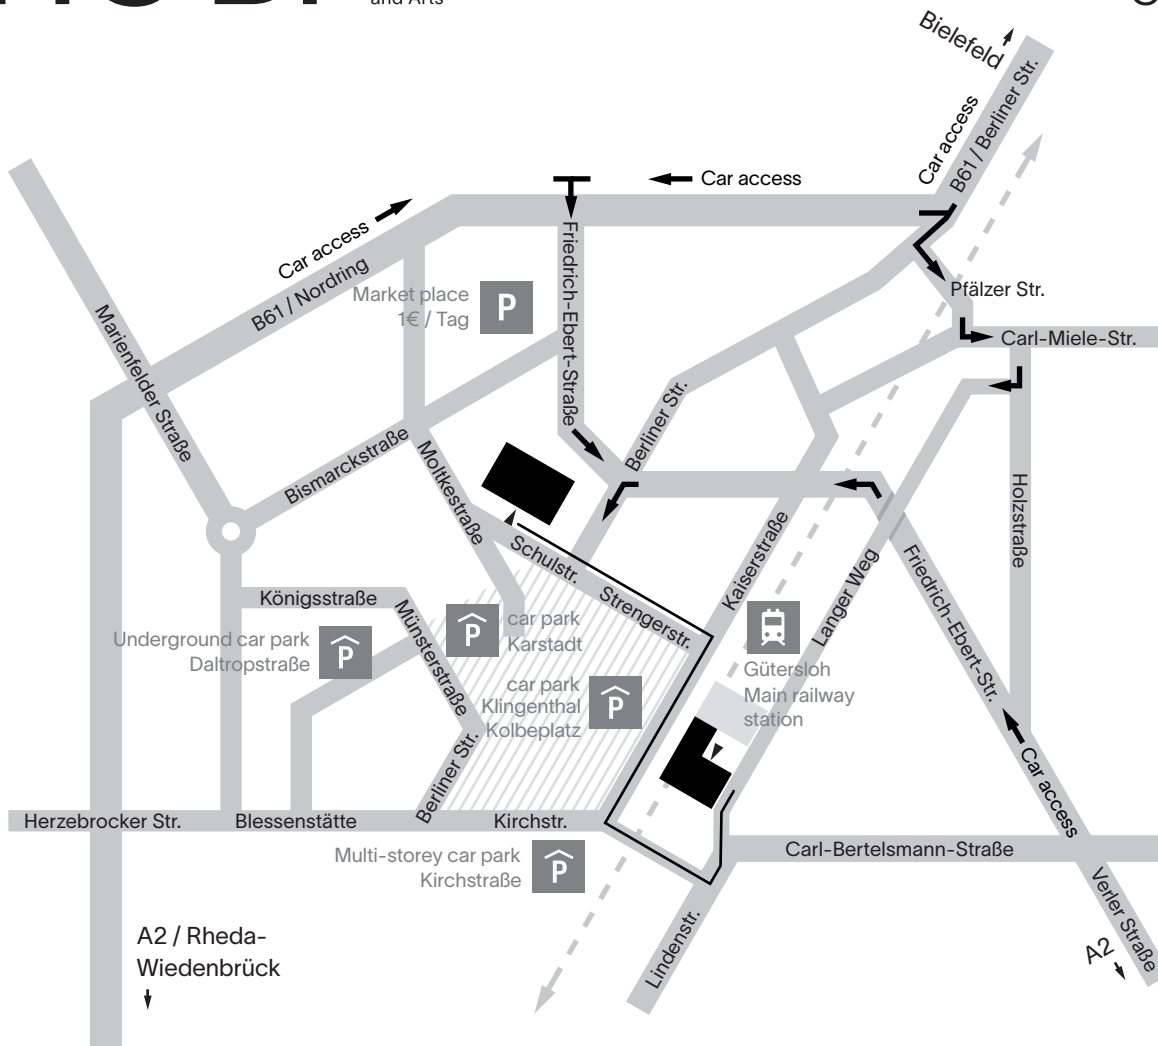 and Arts
Bielefeld
B61 / Berliner Str.
Car access
Car access
Car access
B61 / Nordring
Friedrich-Ebert-Straße
Market place
1€ / Tag
P
Pfälzer Str.
Carl-Miele-Str.
Marienfelder Straße
Berliner Str.
Bismarckstraße
Moltkestraße
Holzstraße
Schulstr.
Kaiserstraße
Langer Weg
Friedrich-Ebert-Str.
Königsstraße
Strengerstr.
Münsterstraße
P
car park
Karstadt
Underground car park
Daltropstraße
P
Gütersloh
Main railway
station
car park
Klingenthal
Kolbeplatz
P
Berliner Str.
Car access
Herzebrocker Str.
Blessenstätte
Kirchstr.
Carl-Bertelsmann-Straße
Multi-storey car park
Kirchstraße
P
Verler Straße
A2
Lindenstr.
A2 / Rheda-
Wiedenbrück